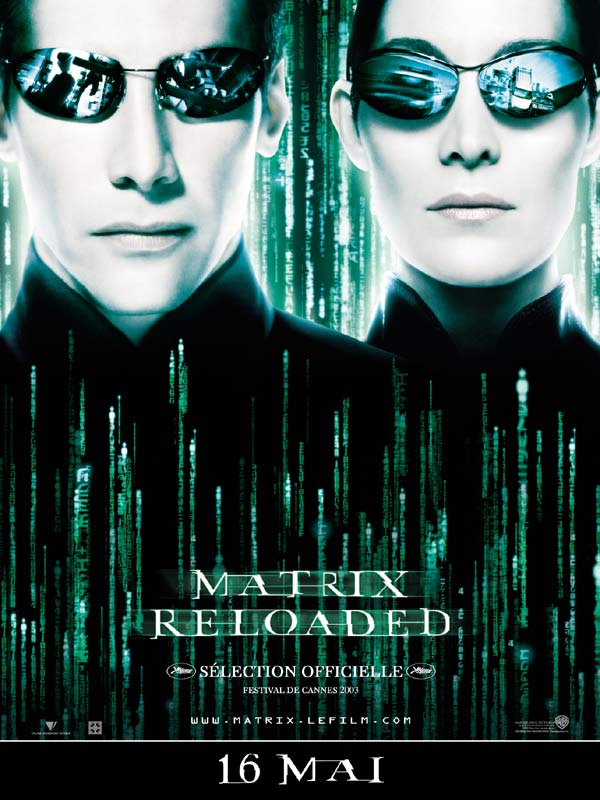 MATRIX
RELOADED
SÉLECTION OFFICIELLE
FESTIVAL DE CANNES 2003
WWW.MATRIX-LEFILM.COM
16 MAI